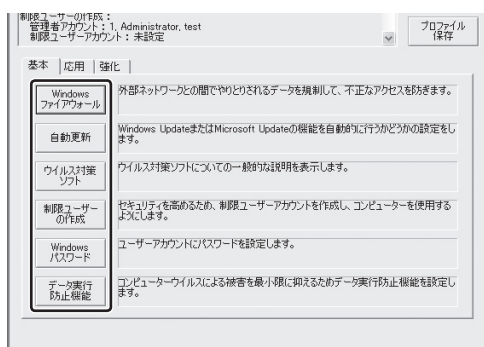 制限ユーザーの作成：
管理者アカウント：1, Administrator, test
制限ユーザーアカウント：未設定
プロファイル
保存
基本
応用
強化
Windows
ファイアウォール
外部ネットワークとの間でやりとりされるデータを規制して、不正なアクセスを防ぎます。
自動更新
Windows UpdateまたはMicrosoft Updateの機能を自動的に行うかどうかの設定をし
ます。
ウイルス対策
ソフト
ウイルス対策ソフトについての一般的な説明を表示します。
制限ユーザー
の作成
セキュリティを高めるため、制限ユーザーアカウントを作成し、コンピューターを使用する
ようにします。
Windows
パスワード
ユーザーアカウントにパスワードを設定します。
データ実行
防止機能
コンピューターウイルスによる被害を最小限に抑えるためデータ実行防止機能を設定し
ます。